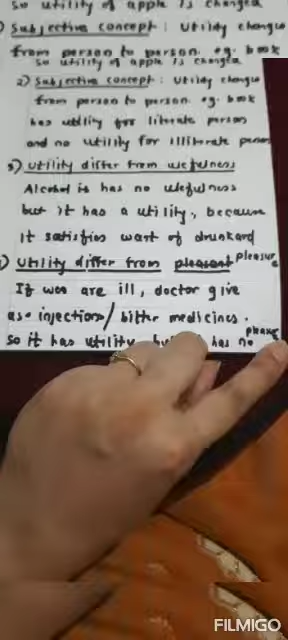 so utility of apple is changed
Subjective concept : Utility changes
from person to person. eg. book
so utility of apple is changed
2) Subjective concept : Utility changes
from person to person. eg. book
has utility for literate person
and no utility for illiterate person
3) Utility differ from usefulness
Alcohol is has no usefulness
but it has a utility, because
it satisfies want of drunkard
Utility differ from pleasant pleasure
If are ill, doctor give
injection/ bitter medicines.
so it has utility has no
FILMIGO